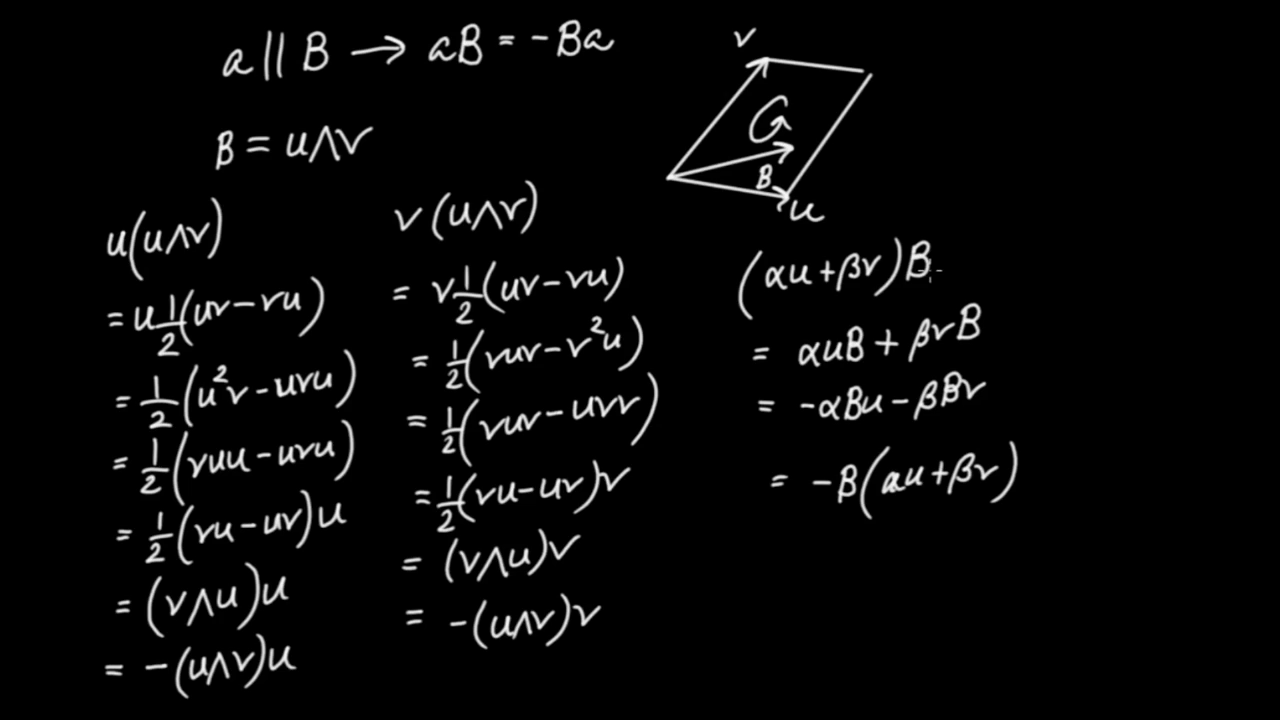 a || B → aB = -Ba
B = u∧v
v
B
u
u(u∧v)
= u 1/2 (uv - vu)
= 1/2 (u²v - uvu)
= 1/2 (vuu - uvu)
= 1/2 (vu - uv)u
= (v∧u)u
= -(u∧v)u
v(u∧v)
= v 1/2 (uv - vu)
= 1/2 (vuv - v²u)
= 1/2 (vuv - uvv)
= 1/2 (vu - uv)v
= (v∧u)v
= -(u∧v)v
(αu + βv)B
= αuB + βvB
= -αBu - βBv
= -B(αu + βv)